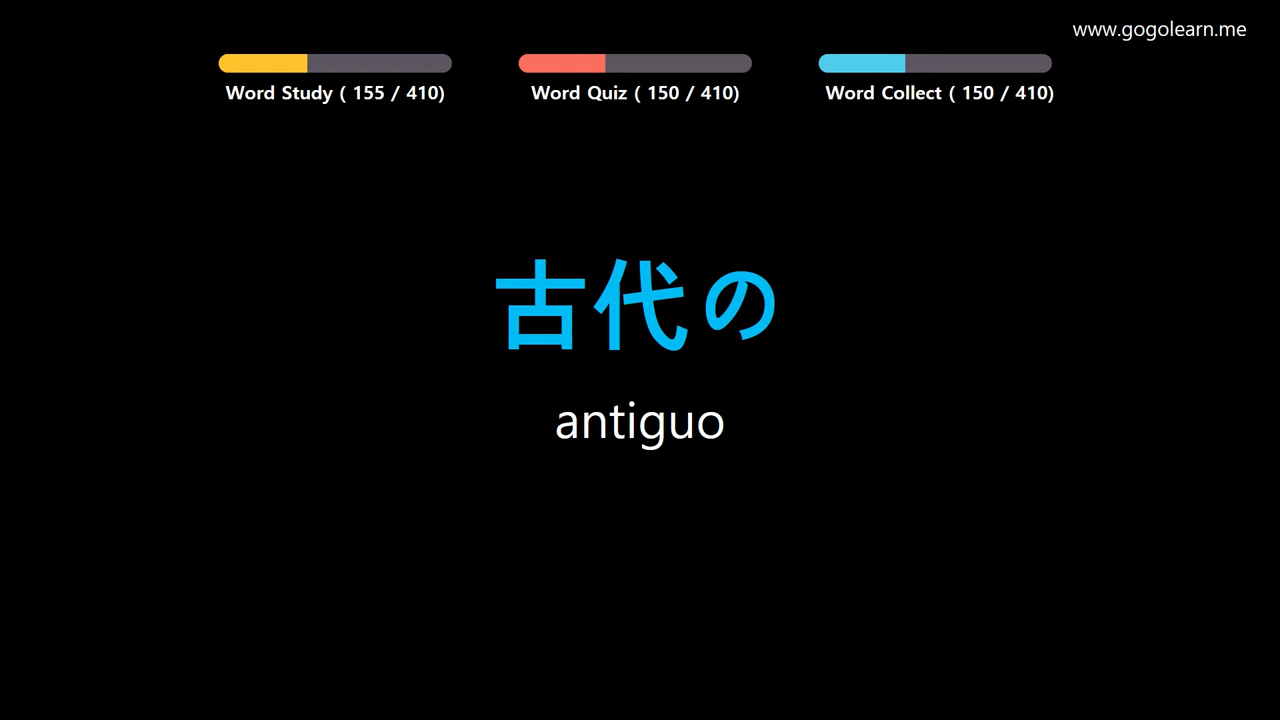 www.gogolearn.me
Word Study ( 155 / 410)
Word Quiz ( 150 / 410)
Word Collect ( 150 / 410)
古代の
antiguo